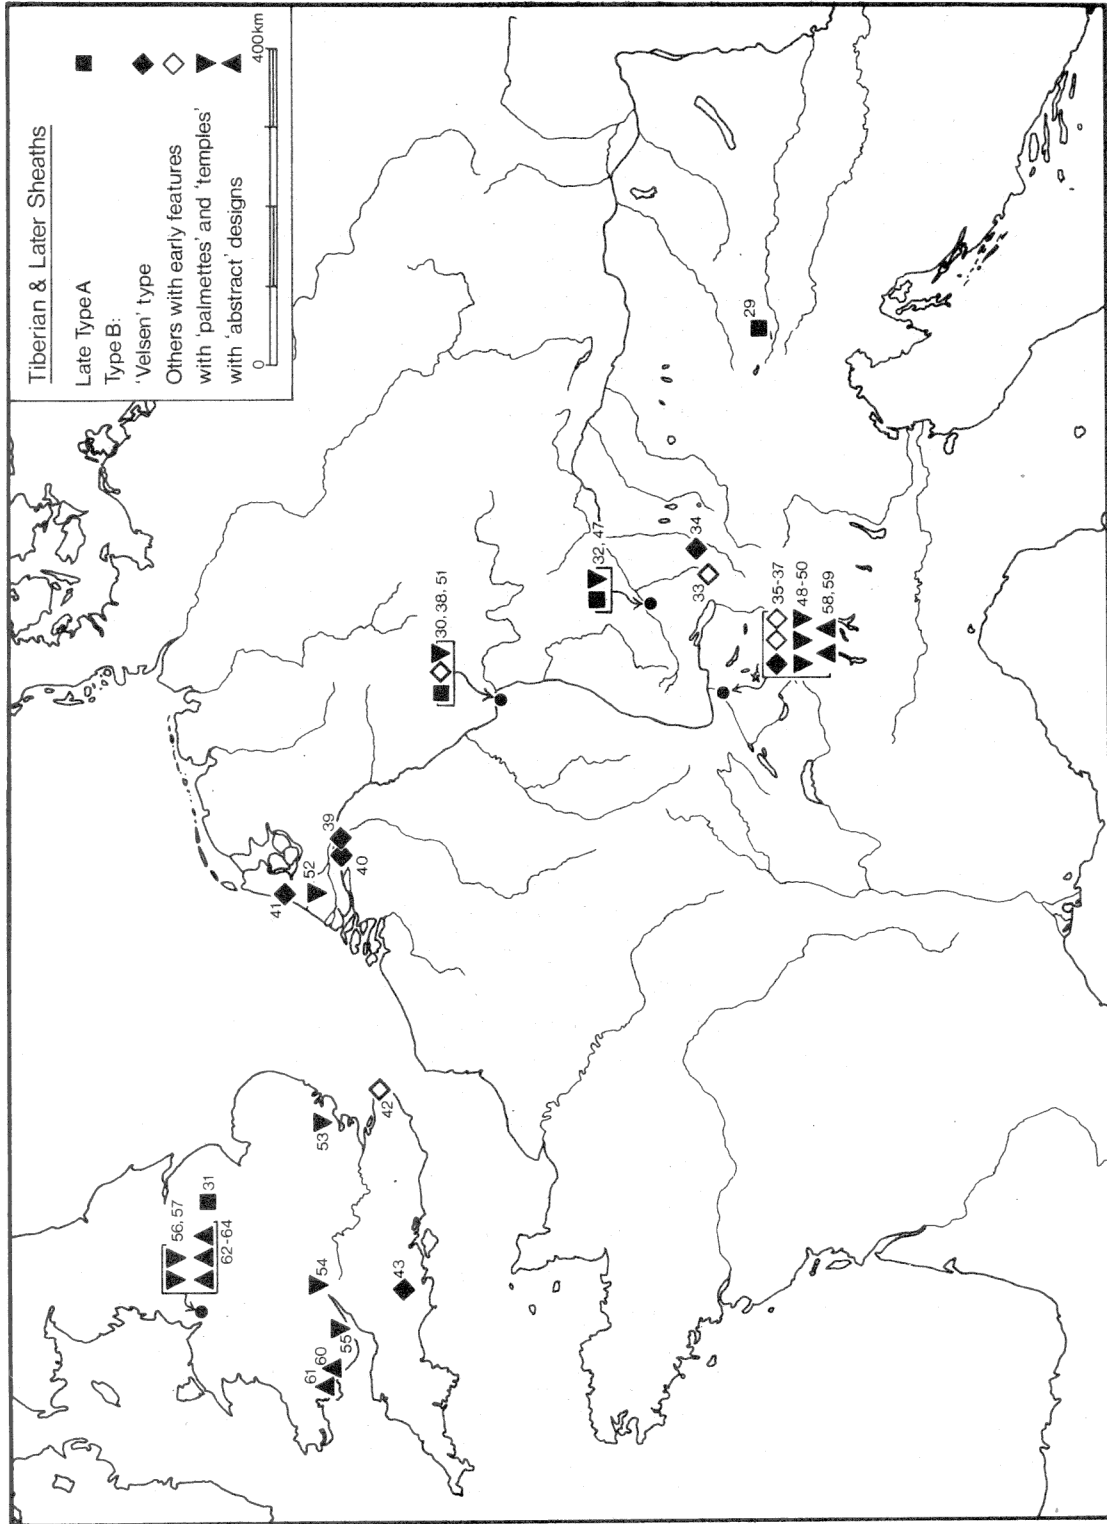 Tiberian & Later Sheaths
Late Type A
Type B:
'Velsen' type
Others with early features
with 'palmettes' and 'temples'
with 'abstract' designs
0
400km
56, 57
31
62-64
61
60
55
54
53
43
42
41
52
40
39
30, 38, 51
32, 47
33
34
35-37
48-50
58, 59
29